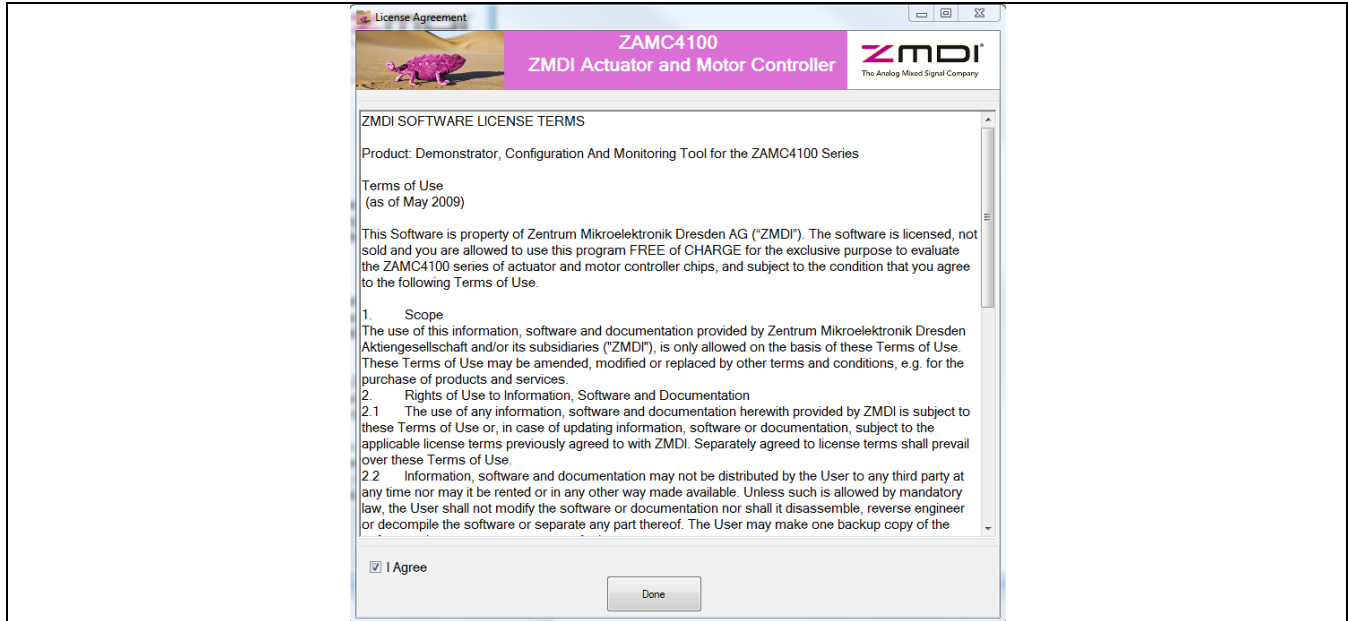 License Agreement
ZAMC4100
ZMDI Actuator and Motor Controller
ZMDI
The Analog Mixed Signal Company
ZMDI SOFTWARE LICENSE TERMS
Product: Demonstrator, Configuration And Monitoring Tool for the ZAMC4100 Series
Terms of Use
(as of May 2009)
This Software is property of Zentrum Mikroelektronik Dresden AG (“ZMDI”). The software is licensed, not
sold and you are allowed to use this program FREE of CHARGE for the exclusive purpose to evaluate
the ZAMC4100 series of actuator and motor controller chips, and subject to the condition that you agree
to the following Terms of Use.
1. Scope
The use of this information, software and documentation provided by Zentrum Mikroelektronik Dresden
Aktiengesellschaft and/or its subsidiaries ("ZMDI"), is only allowed on the basis of these Terms of Use.
These Terms of Use may be amended, modified or replaced by other terms and conditions, e.g. for the
purchase of products and services.
2. Rights of Use to Information, Software and Documentation
2.1 The use of any information, software and documentation herewith provided by ZMDI is subject to
these Terms of Use or, in case of updating information, software or documentation, subject to the
applicable license terms previously agreed to with ZMDI. Separately agreed to license terms shall prevail
over these Terms of Use.
2.2 Information, software and documentation may not be distributed by the User to any third party at
any time nor may it be rented or in any other way made available. Unless such is allowed by mandatory
law, the User shall not modify the software or documentation nor shall it disassemble, reverse engineer
or decompile the software or separate any part thereof. The User may make one backup copy of the
I Agree
Done